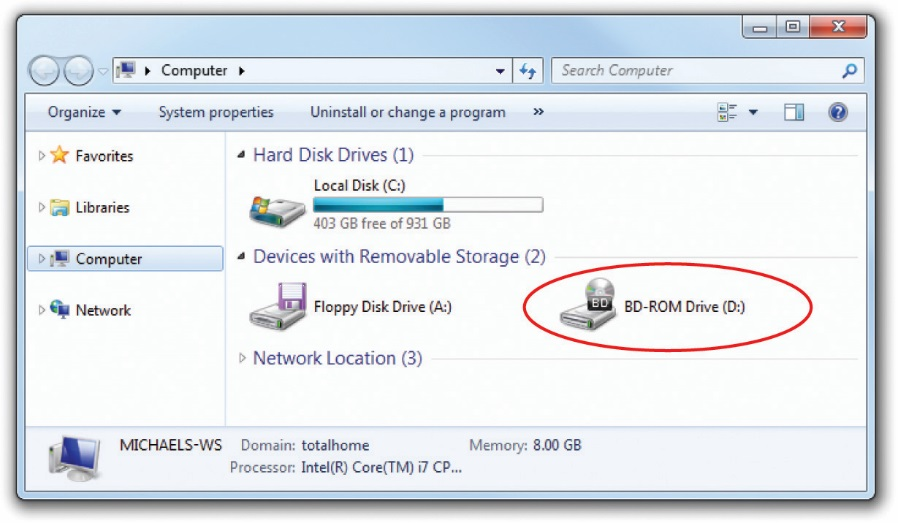 Computer
Search Computer
Organize System properties Uninstall or change a program »
Favorites
Libraries
Computer
Network
Hard Disk Drives (1)
Local Disk (C:)
403 GB free of 931 GB
Devices with Removable Storage (2)
Floppy Disk Drive (A:)
BD
BD-ROM Drive (D:)
Network Location (3)
MICHAELS-WS Domain: totalhome Memory: 8.00 GB
Processor: Intel(R) Core(TM) i7 CP...